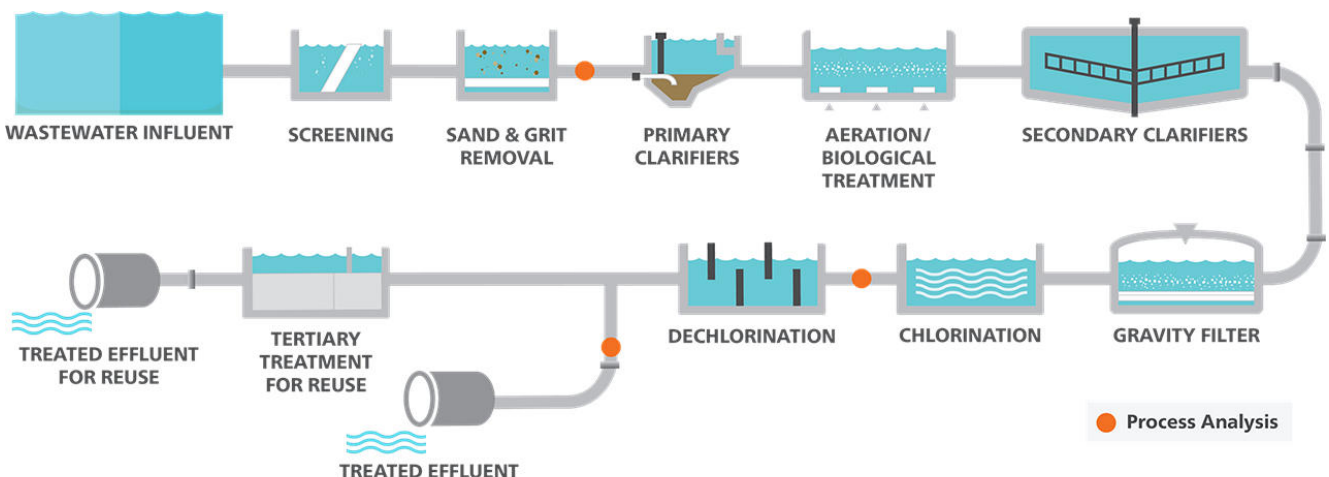 WASTEWATER INFLUENT
SCREENING
SAND & GRIT
REMOVAL
PRIMARY
CLARIFIERS
AERATION/
BIOLOGICAL
TREATMENT
SECONDARY CLARIFIERS
TREATED EFFLUENT
FOR REUSE
TERTIARY
TREATMENT
FOR REUSE
DECHLORINATION
CHLORINATION
GRAVITY FILTER
TREATED EFFLUENT
Process Analysis